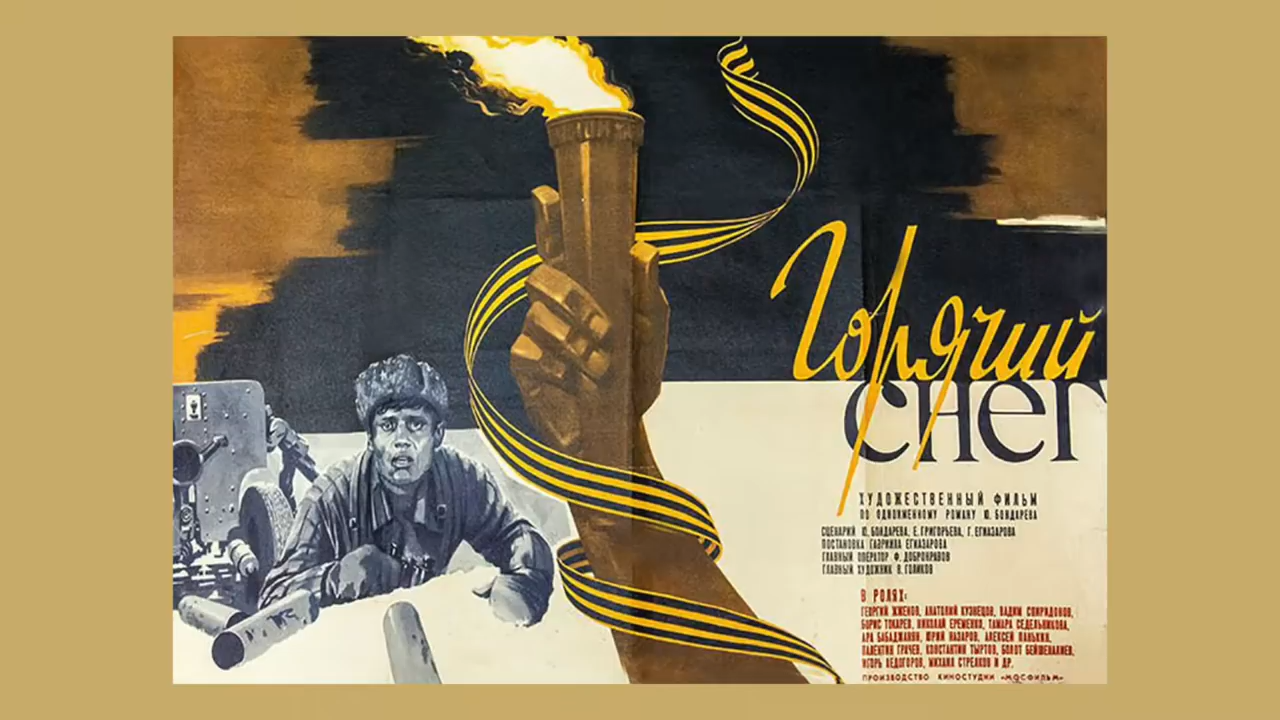 Горячий
снег
ХУДОЖЕСТВЕННЫЙ ФИЛЬМ
ПО ОДНОИМЕННОМУ РОМАНУ Ю. БОНДАРЕВА
СЦЕНАРИЙ Ю. БОНДАРЕВА, Е. ГРИГОРЬЕВА, Г. ЕГИАЗАРОВА
ПОСТАНОВКА ГАВРИИЛА ЕГИАЗАРОВА
ГЛАВНЫЙ ОПЕРАТОР Ф. ДОБРОНРАВОВ
ГЛАВНЫЙ ХУДОЖНИК В. ГОЛИКОВ
В РОЛЯХ:
ГЕОРГИЙ ЖЖЕНОВ, АНАТОЛИЙ КУЗНЕЦОВ, ВАДИМ СПИРИДОНОВ,
БОРИС ТОКАРЕВ, НИКОЛАЙ ЕРЕМЕНКО, ТАМАРА СЕДЕЛЬНИКОВА,
АРА БАБАДЖАНЯН, ЮРИЙ НАЗАРОВ, АЛЕКСЕЙ ПАНЬКИН,
ВАЛЕНТИН ГРАЧЕВ, КОНСТАНТИН ТЫРТОВ, БОЛОТ БЕЙШЕНАЛИЕВ,
ИГОРЬ ЛЕДОГОРОВ, МИХАИЛ СТРЕЛКОВ И ДР.
ПРОИЗВОДСТВО КИНОСТУДИИ «МОСФИЛЬМ»